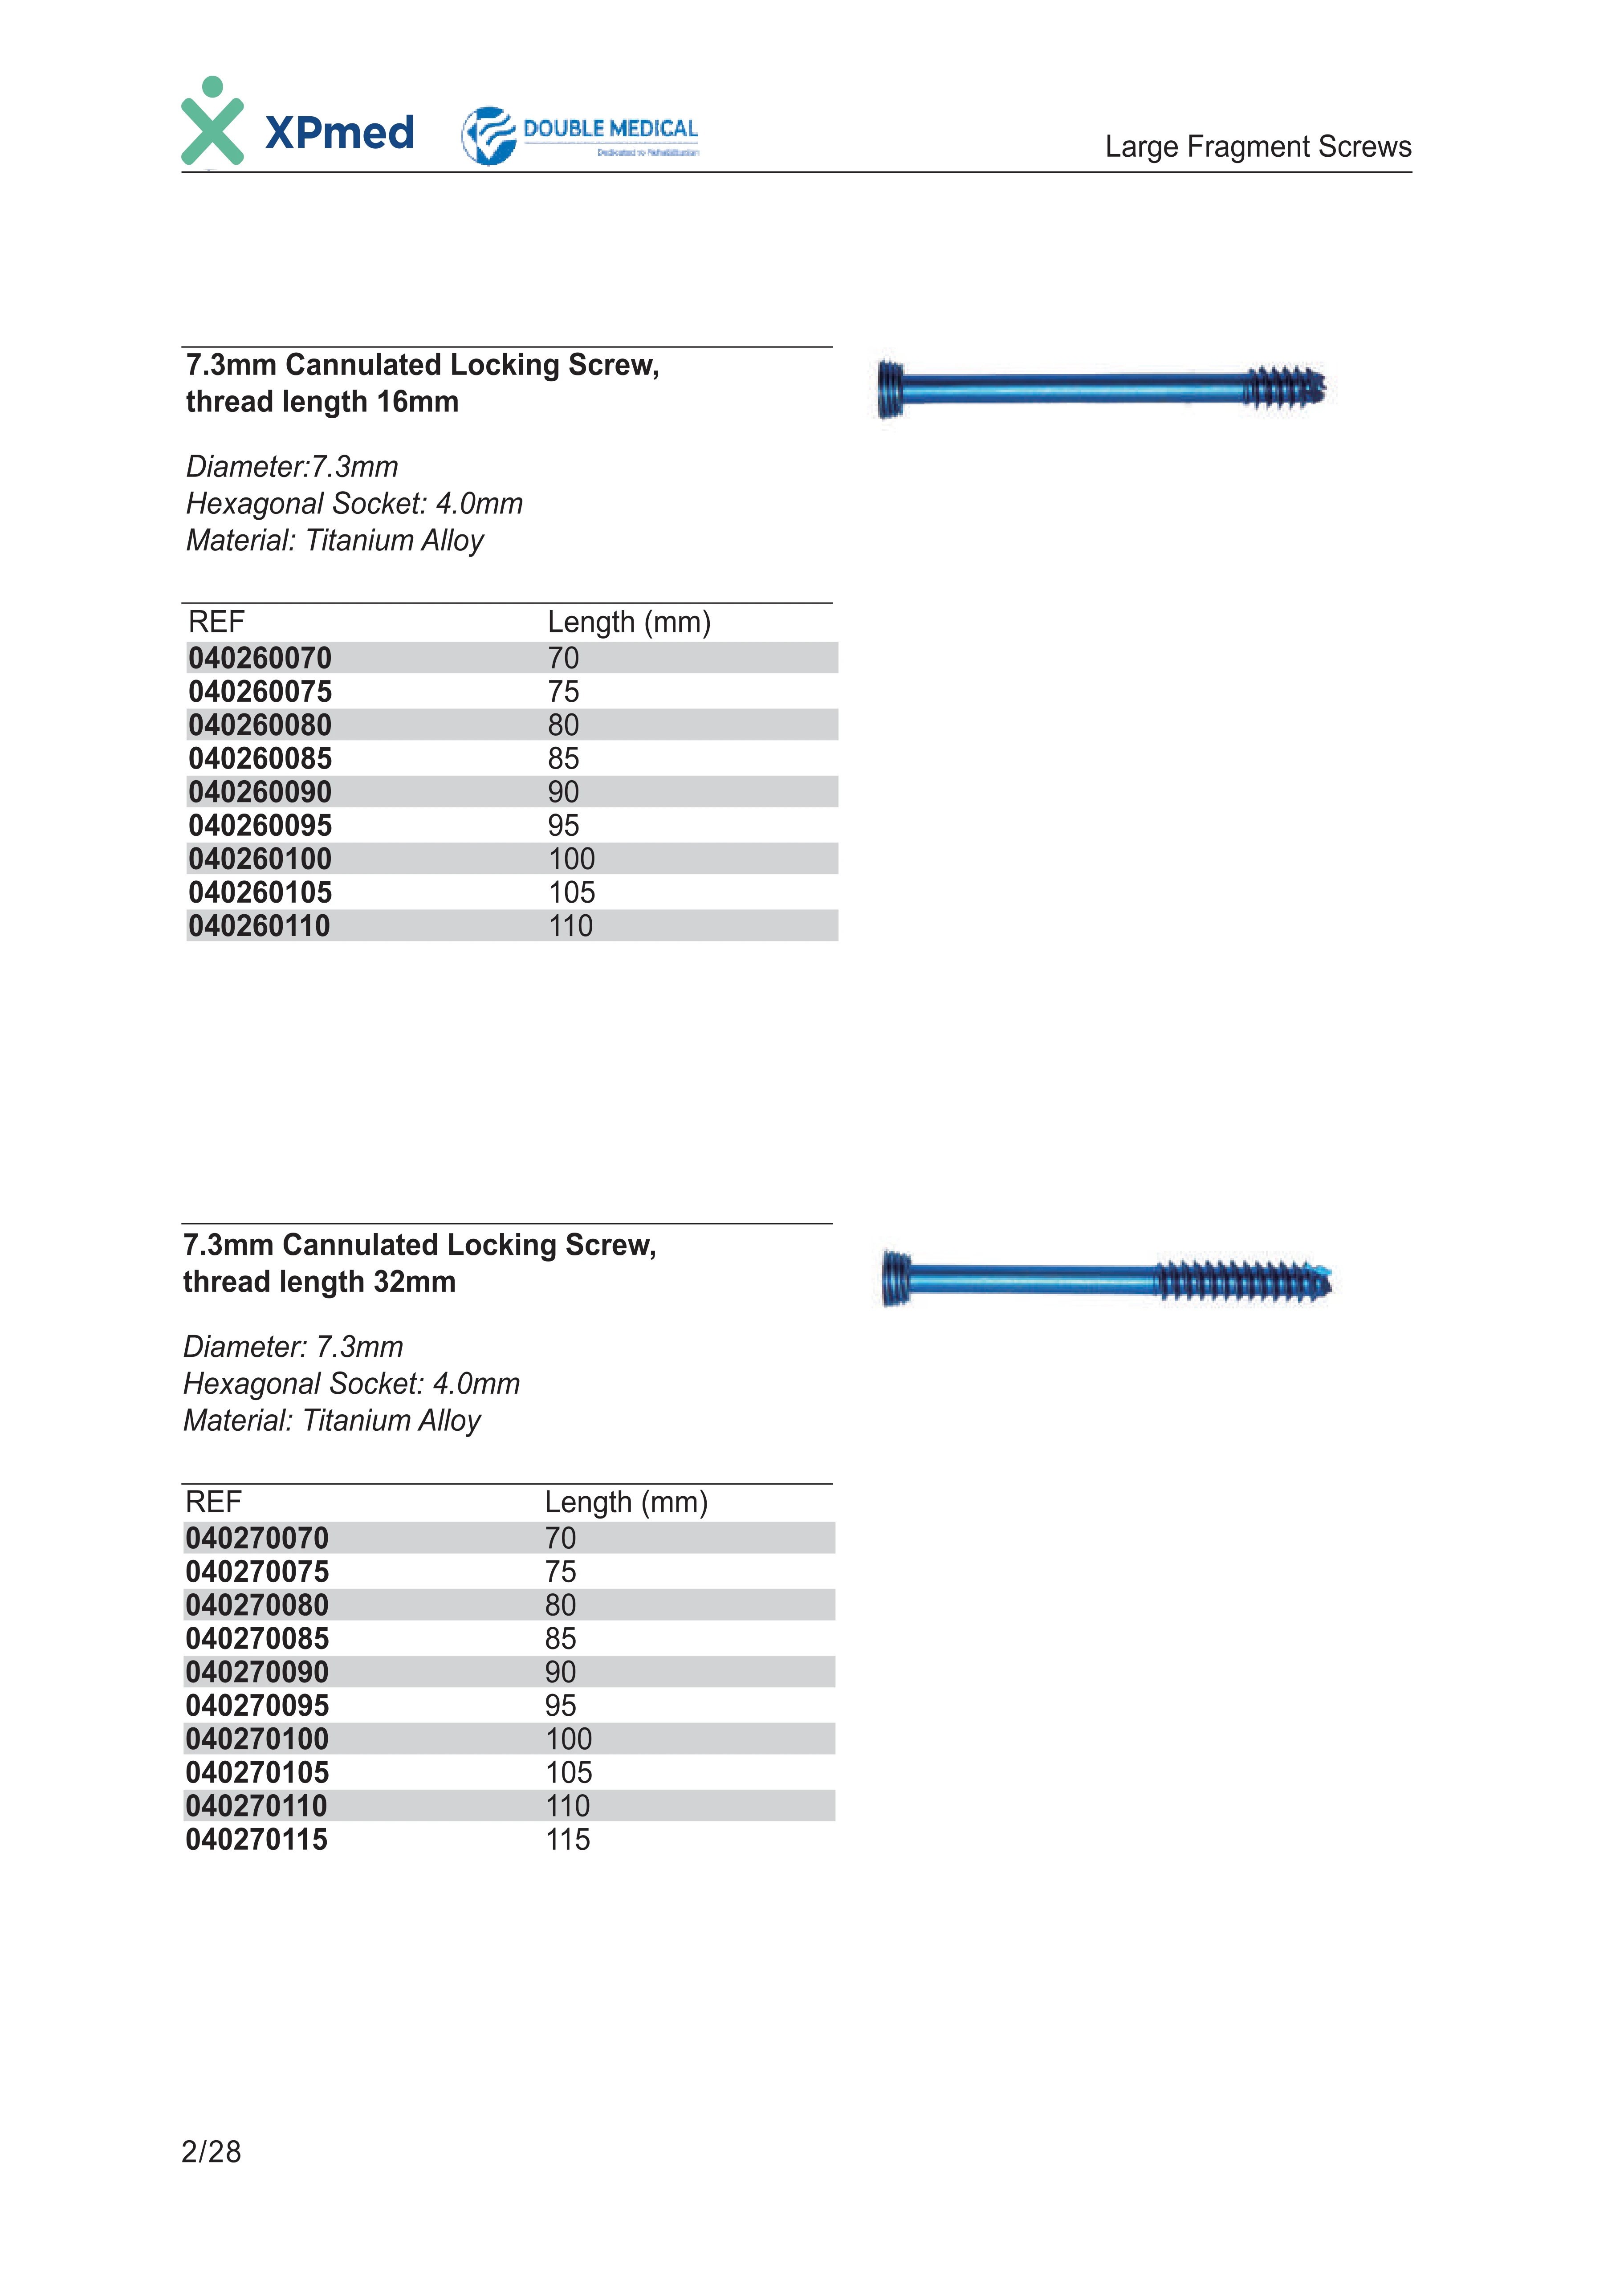 XPmed
DOUBLE MEDICAL
Dedicated to Rehabilitation
Large Fragment Screws
7.3mm Cannulated Locking Screw,
thread length 16mm
Diameter:7.3mm
Hexagonal Socket: 4.0mm
Material: Titanium Alloy
REF Length (mm)
040260070 70
040260075 75
040260080 80
040260085 85
040260090 90
040260095 95
040260100 100
040260105 105
040260110 110
7.3mm Cannulated Locking Screw,
thread length 32mm
Diameter: 7.3mm
Hexagonal Socket: 4.0mm
Material: Titanium Alloy
REF Length (mm)
040270070 70
040270075 75
040270080 80
040270085 85
040270090 90
040270095 95
040270100 100
040270105 105
040270110 110
040270115 115
2/28